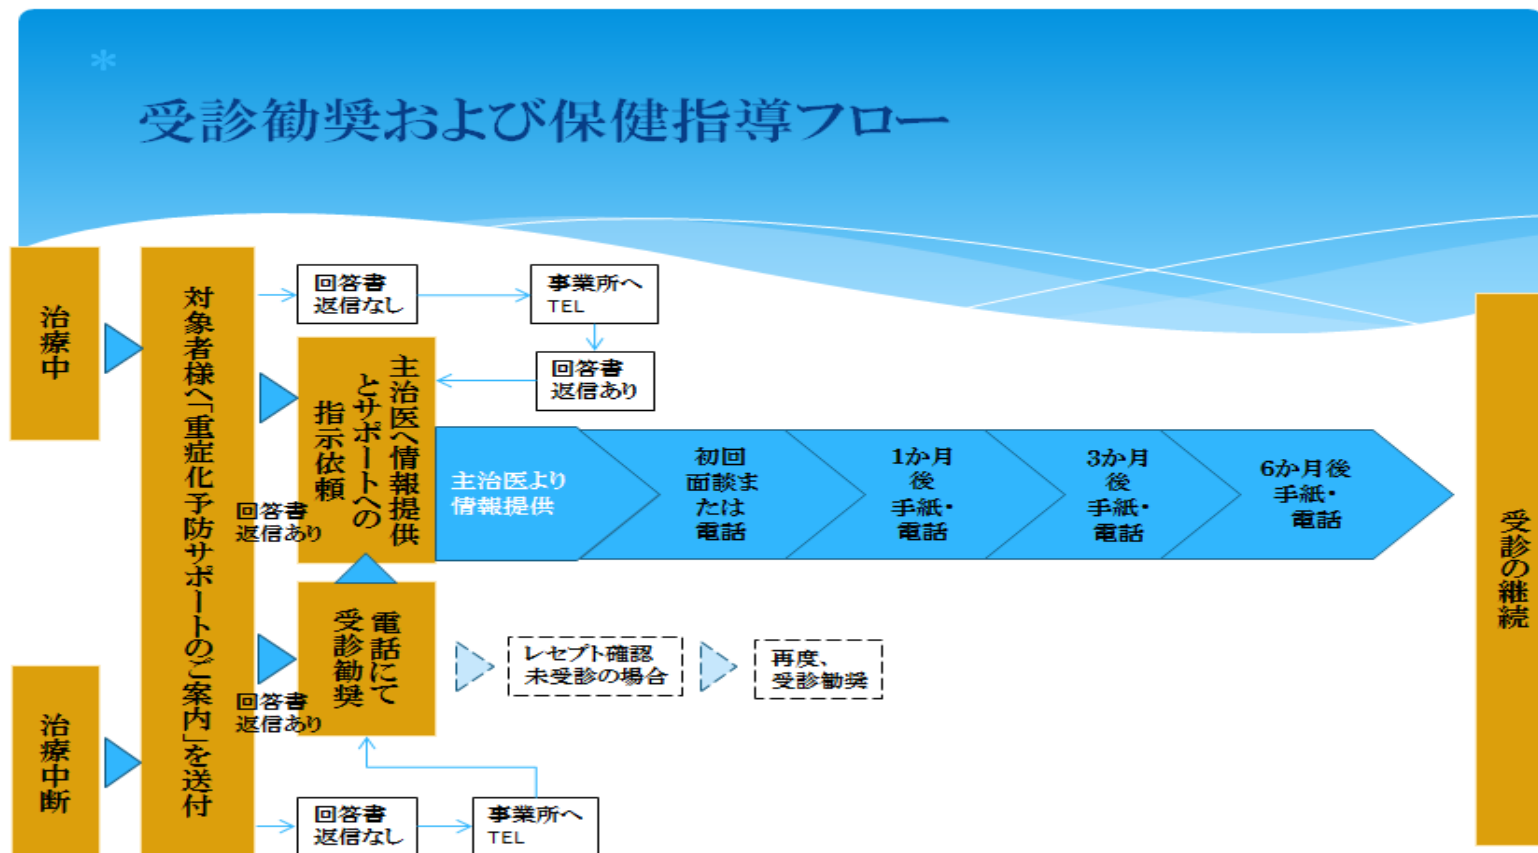 *
受診勧奨および保健指導フロー
治療中
対象者様へ「重症化予防サポートのご案内」を送付
回答書
返信なし
事業所へ
TEL
回答書
返信あり
主治医へ情報提供
とサポートへの
指示依頼
回答書
返信あり
主治医より
情報提供
初回
面談ま
たは
電話
1か月
後
手紙・
電話
3か月
後
手紙・
電話
6か月後
手紙・
電話
受診の継続
治療中断
電話にて
受診勧奨
回答書
返信あり
レセプト確認
未受診の場合
再度、
受診勧奨
回答書
返信なし
事業所へ
TEL